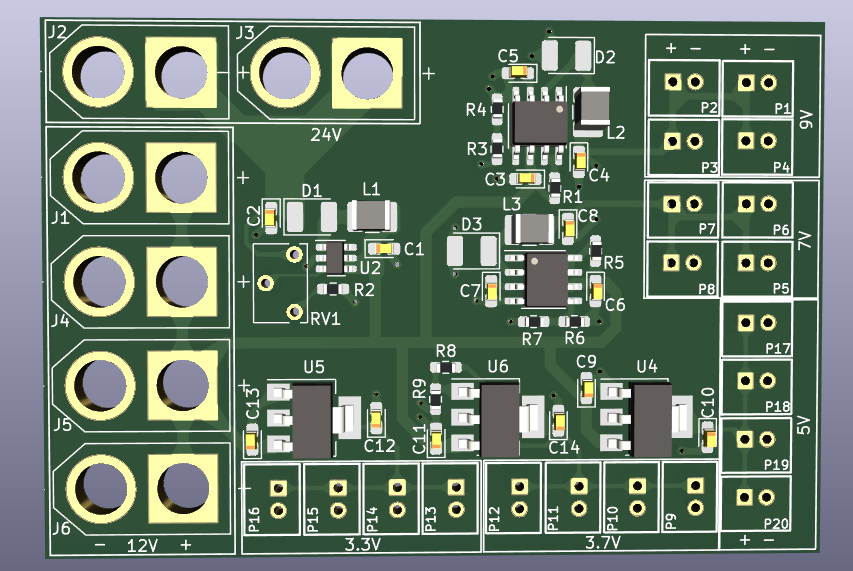 J2
J3
+
+
24V
C5
D2
+ - + -
P2
P1
R4
L2
9V
R3
P3
P4
C4
C3
R1
J1
+
D1
L1
C2
L3
C8
D3
P7
P6
7V
U2
C1
R5
J4
+
R2
RV1
C7
C6
P8
P5
R7
R6
P17
R8
U5
U6
C9
U4
J5
+
C13
R9
C10
P18
5V
C12
C11
C14
P19
J6
+
P16
P15
P14
P13
P12
P11
P10
P9
P20
- 12V +
3.3V
3.7V
+ -